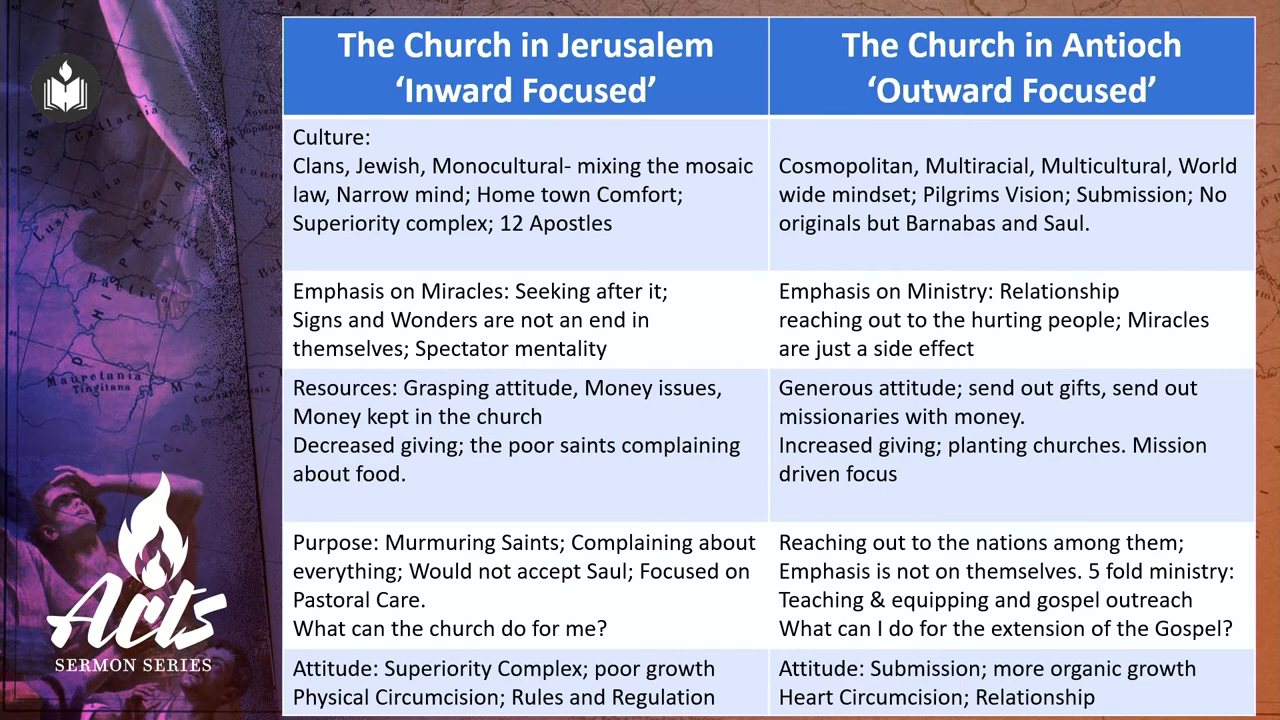 The Church in Jerusalem
‘Inward Focused’
The Church in Antioch
‘Outward Focused’
Culture:
Clans, Jewish, Monocultural- mixing the mosaic
law, Narrow mind; Home town Comfort;
Superiority complex; 12 Apostles
Cosmopolitan, Multiracial, Multicultural, World
wide mindset; Pilgrims Vision; Submission; No
originals but Barnabas and Saul.
Emphasis on Miracles: Seeking after it;
Signs and Wonders are not an end in
themselves; Spectator mentality
Emphasis on Ministry: Relationship
reaching out to the hurting people; Miracles
are just a side effect
Resources: Grasping attitude, Money issues,
Money kept in the church
Decreased giving; the poor saints complaining
about food.
Generous attitude; send out gifts, send out
missionaries with money.
Increased giving; planting churches. Mission
driven focus
Purpose: Murmuring Saints; Complaining about
everything; Would not accept Saul; Focused on
Pastoral Care.
What can the church do for me?
Reaching out to the nations among them;
Emphasis is not on themselves. 5 fold ministry:
Teaching & equipping and gospel outreach
What can I do for the extension of the Gospel?
Attitude: Superiority Complex; poor growth
Physical Circumcision; Rules and Regulation
Attitude: Submission; more organic growth
Heart Circumcision; Relationship
Acts
SERMON SERIES
Gallaecia
Baetica
Mauretania
Tingitana